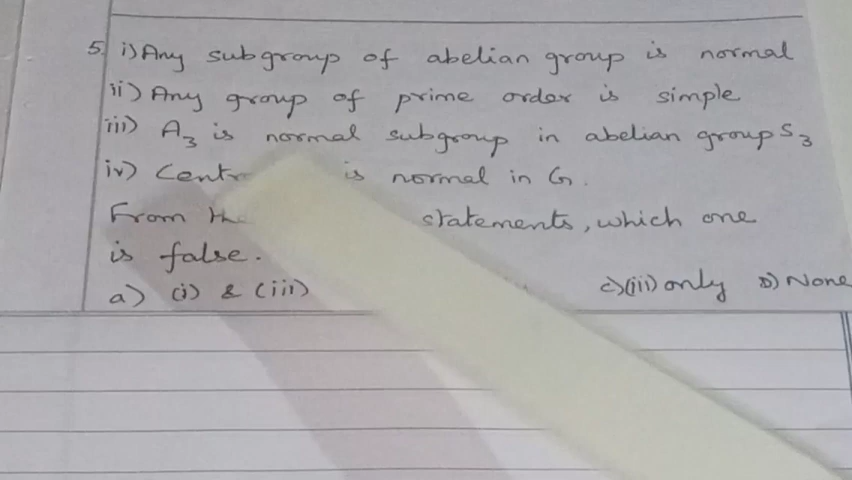 5. i) Any subgroup of abelian group is normal
ii) Any group of prime order is simple
iii) A₃ is normal subgroup in abelian group S₃
iv) is normal in G.
From statements, which one
is false.
a) (i) & (iii) c) (iii) only D) None